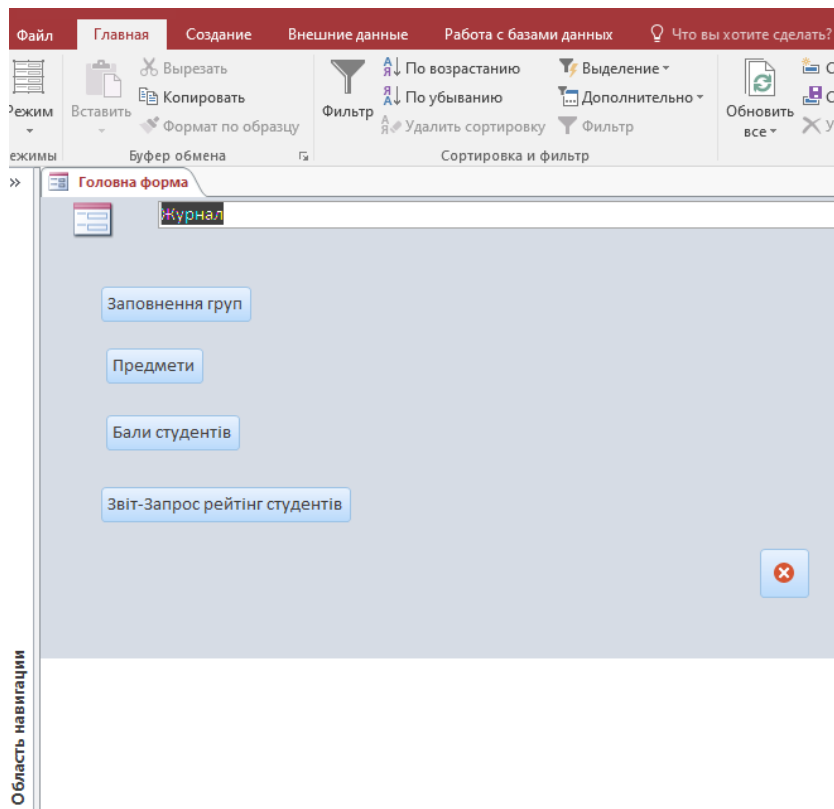 Файл Главная Создание Внешние данные Работа с базами данных Что вы хотите сделать?
Вырезать
Копировать
Формат по образцу
Вставить
Буфер обмена
Фильтр
По возрастанию
По убыванию
Удалить сортировку
Выделение
Дополнительно
Фильтр
Сортировка и фильтр
Обновить
все
Головна форма
Журнал
Заповнення груп
Предмети
Бали студентів
Звіт-Запрос рейтінг студентів
Область навигации